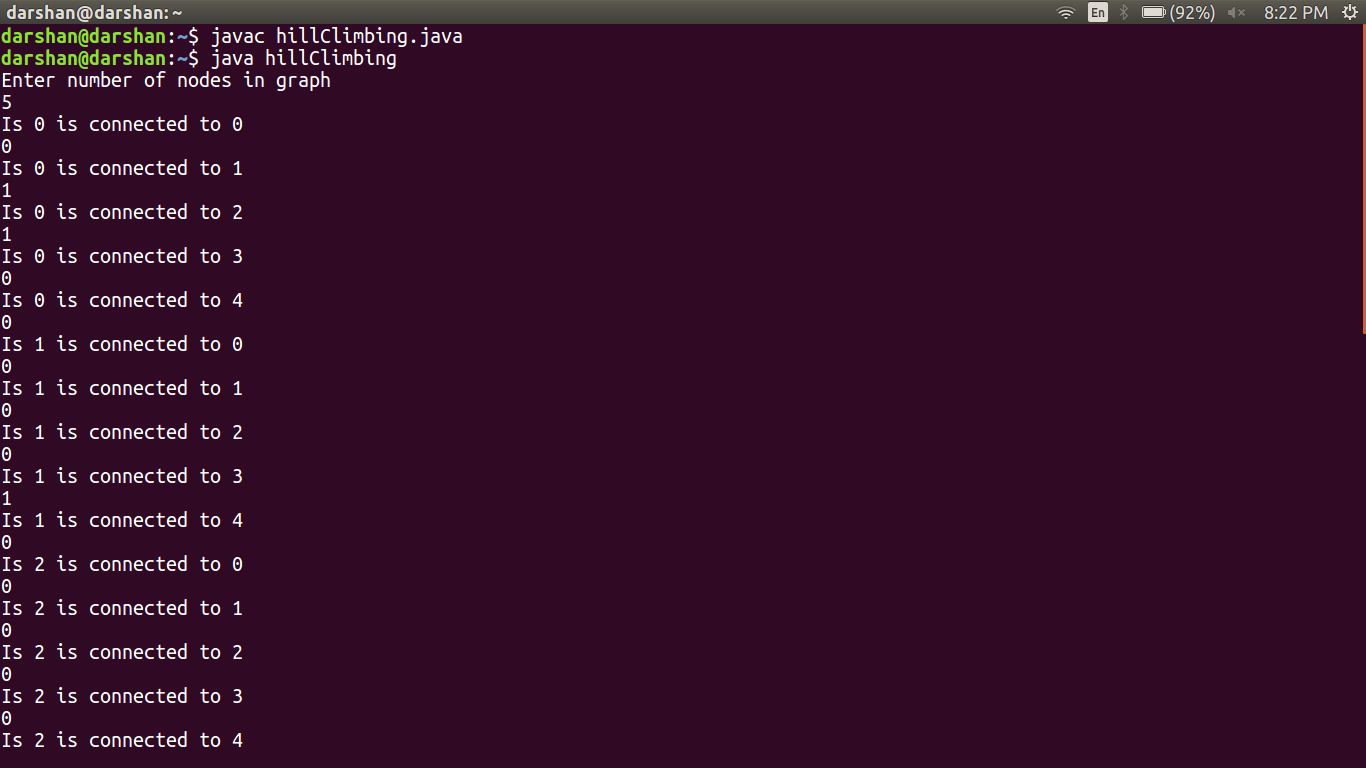 darshan@darshan: ~
En
(92%)
8:22 PM
darshan@darshan:~$ javac hillClimbing.java
darshan@darshan:~$ java hillClimbing
Enter number of nodes in graph
5
Is 0 is connected to 0
0
Is 0 is connected to 1
1
Is 0 is connected to 2
1
Is 0 is connected to 3
0
Is 0 is connected to 4
0
Is 1 is connected to 0
0
Is 1 is connected to 1
0
Is 1 is connected to 2
0
Is 1 is connected to 3
1
Is 1 is connected to 4
0
Is 2 is connected to 0
0
Is 2 is connected to 1
0
Is 2 is connected to 2
0
Is 2 is connected to 3
0
Is 2 is connected to 4